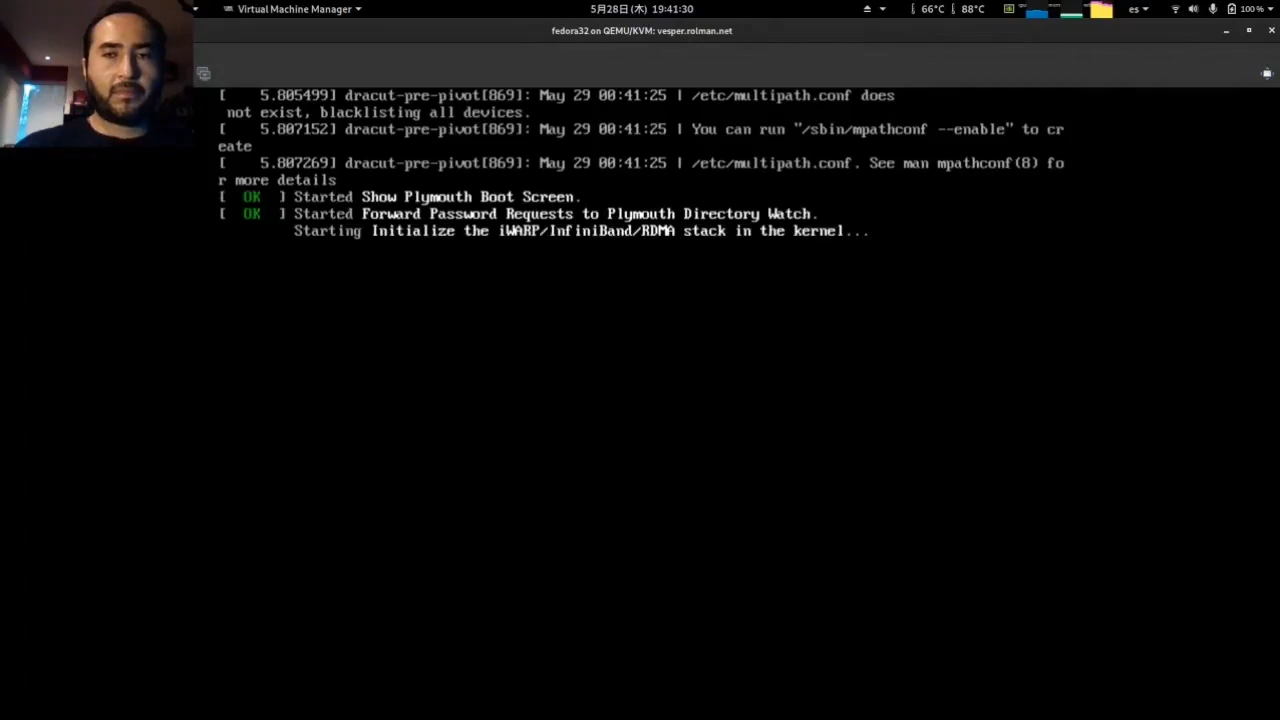 Virtual Machine Manager
5月28日 (木) 19:41:30
66°C 88°C
es
100 %
fedora32 on QEMU/KVM: vesper.rolman.net
[    5.805499] dracut-pre-pivot[869]: May 29 00:41:25 | /etc/multipath.conf does
 not exist, blacklisting all devices.
[    5.807152] dracut-pre-pivot[869]: May 29 00:41:25 | You can run "/sbin/mpathconf --enable" to cr
eate
[    5.807269] dracut-pre-pivot[869]: May 29 00:41:25 | /etc/multipath.conf. See man mpathconf(8) fo
r more details
[  OK  ] Started Show Plymouth Boot Screen.
[  OK  ] Started Forward Password Requests to Plymouth Directory Watch.
         Starting Initialize the iWARP/InfiniBand/RDMA stack in the kernel...